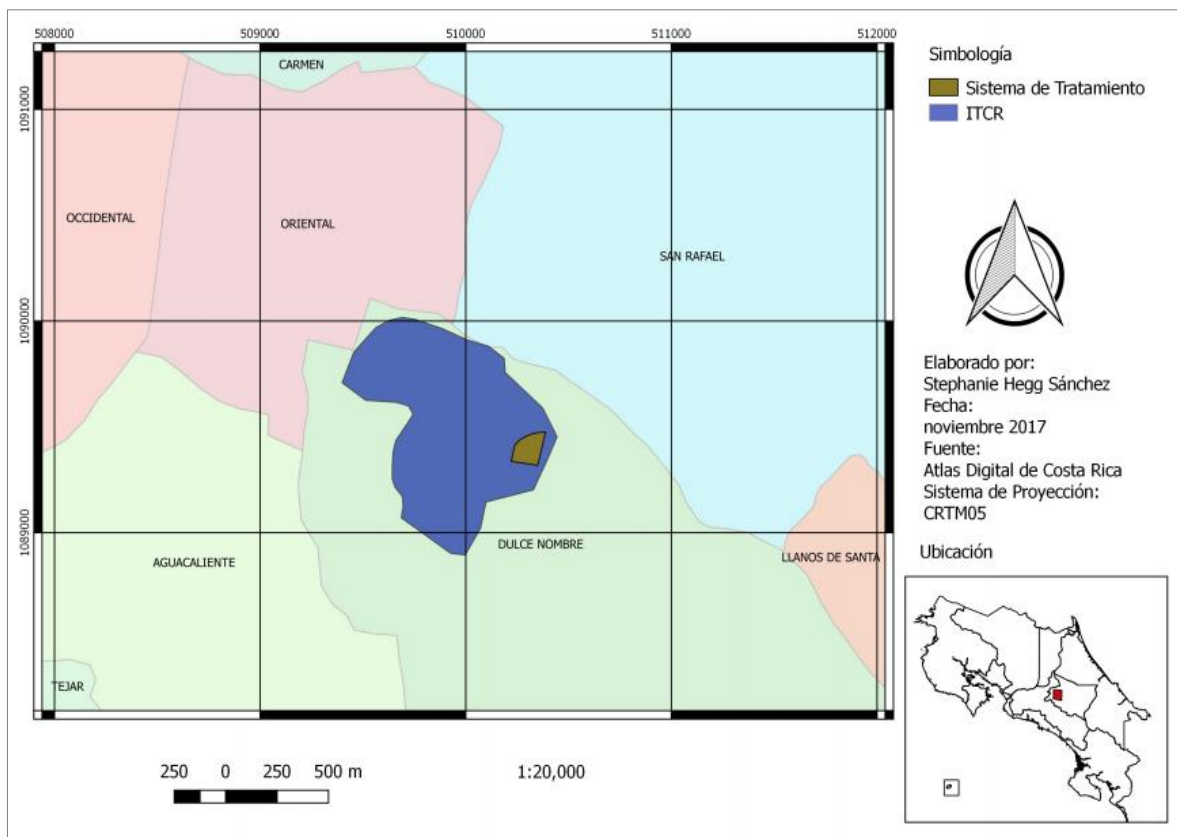 508000
509000
510000
511000
512000
1091000
1090000
1089000
CARMEN
OCCIDENTAL
ORIENTAL
SAN RAFAEL
DULCE NOMBRE
AGUACALIENTE
LLANOS DE SANTA
TEJAR
250 0 250 500 m
1:20,000
Simbología
Sistema de Tratamiento
ITCR
Elaborado por:
Stephanie Hegg Sánchez
Fecha:
noviembre 2017
Fuente:
Atlas Digital de Costa Rica
Sistema de Proyección:
CRTM05
Ubicación